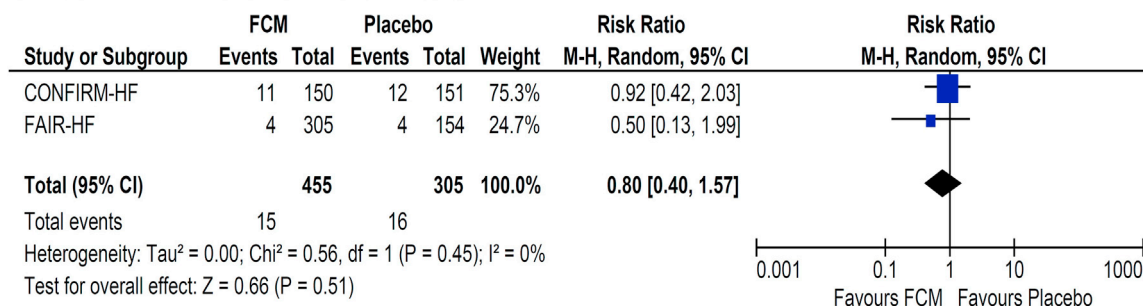 FCM Placebo Risk Ratio Risk Ratio
Study or Subgroup Events Total Events Total Weight M-H, Random, 95% CI M-H, Random, 95% CI
CONFIRM-HF 11 150 12 151 75.3% 0.92 [0.42, 2.03]
FAIR-HF 4 305 4 154 24.7% 0.50 [0.13, 1.99]
Total (95% CI) 455 305 100.0% 0.80 [0.40, 1.57]
Total events 15 16
Heterogeneity: Tau² = 0.00; Chi² = 0.56, df = 1 (P = 0.45); I² = 0%
Test for overall effect: Z = 0.66 (P = 0.51)
0.001 0.1 1 10 1000
Favours FCM Favours Placebo